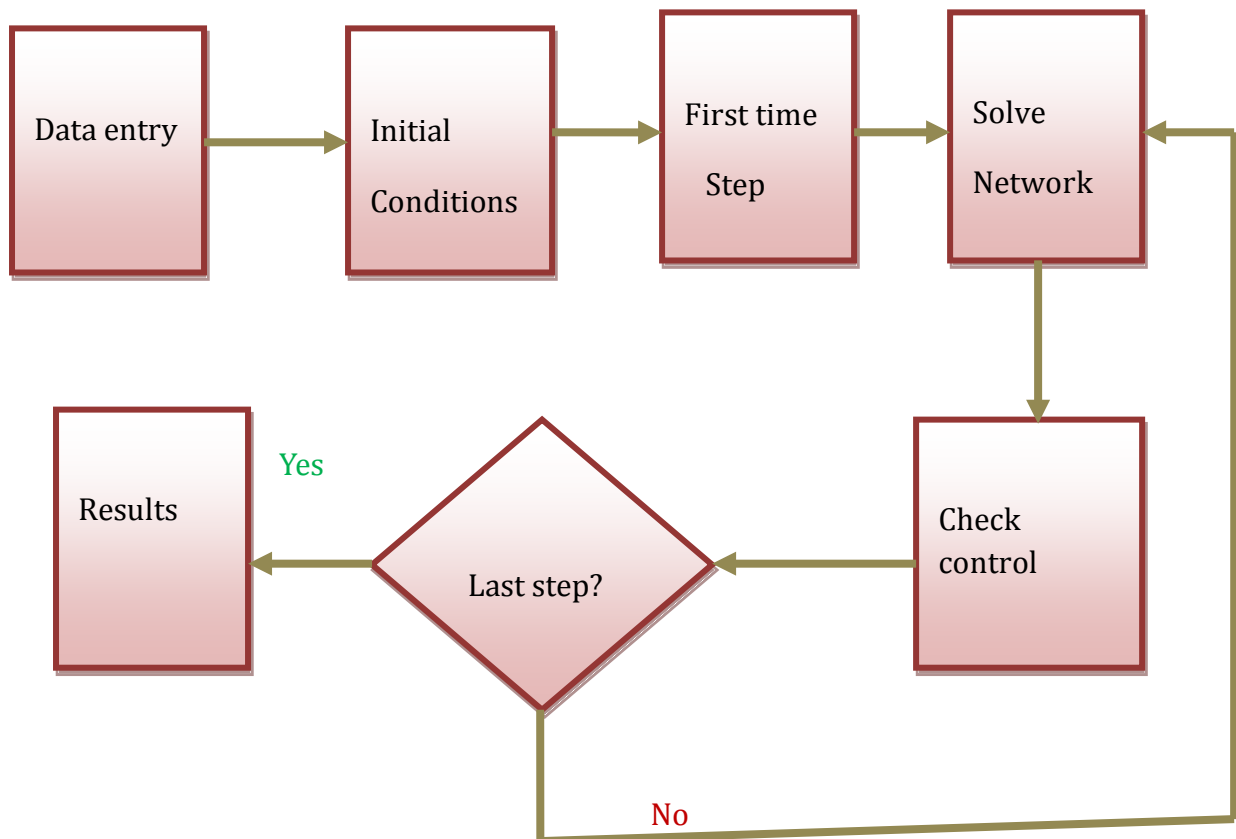 Data entry
Initial
Conditions
First time
Step
Solve
Network
Check
control
Last step?
Yes
Results
No